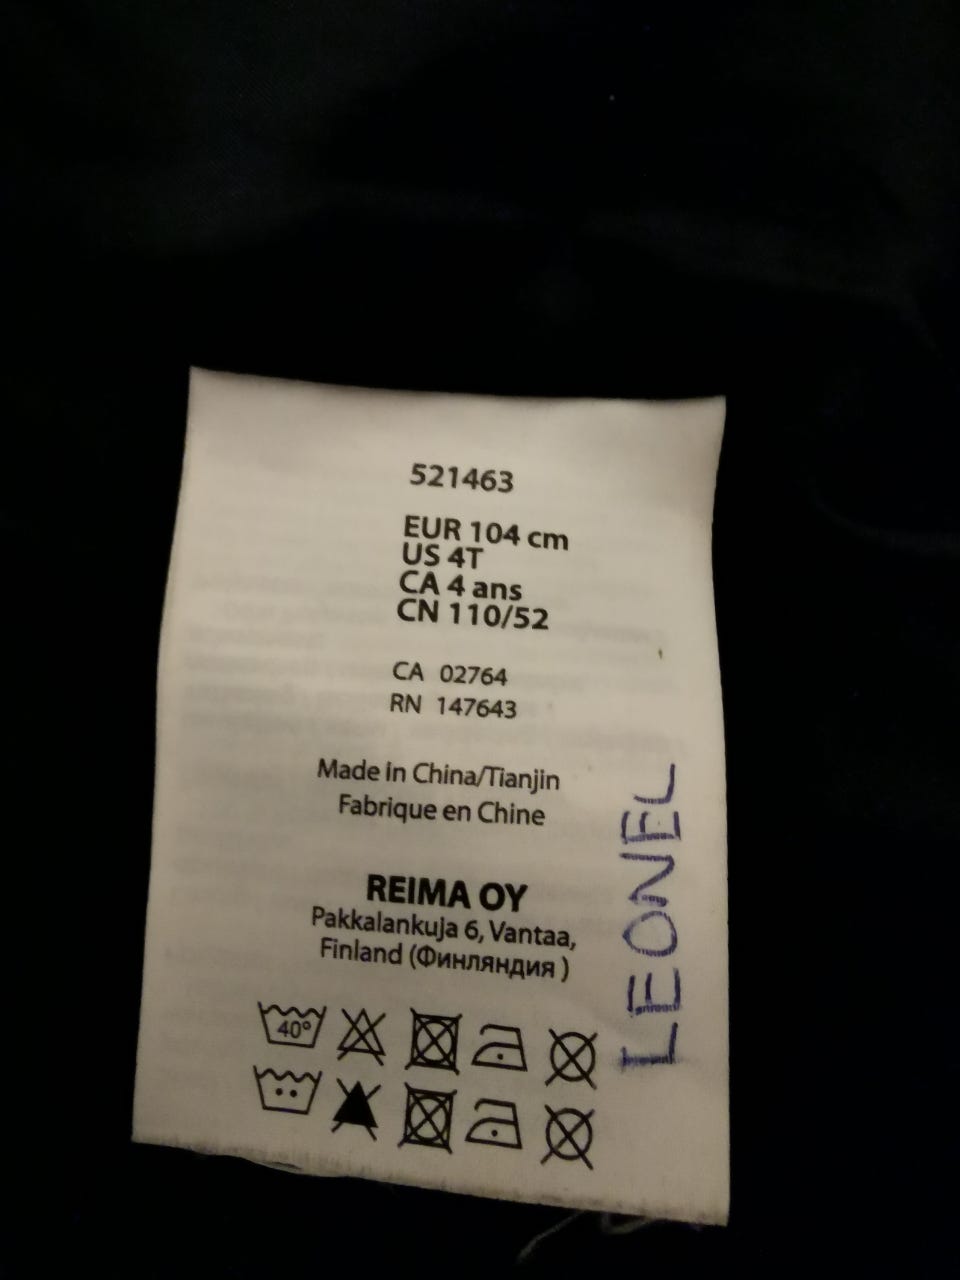 521463
EUR 104 cm
US 4T
CA 4 ans
CN 110/52
CA 02764
RN 147643
Made in China/Tianjin
Fabrique en Chine
REIMA OY
Pakkalankuja 6, Vantaa,
Finland (Финляндия )
40°
LEONEL